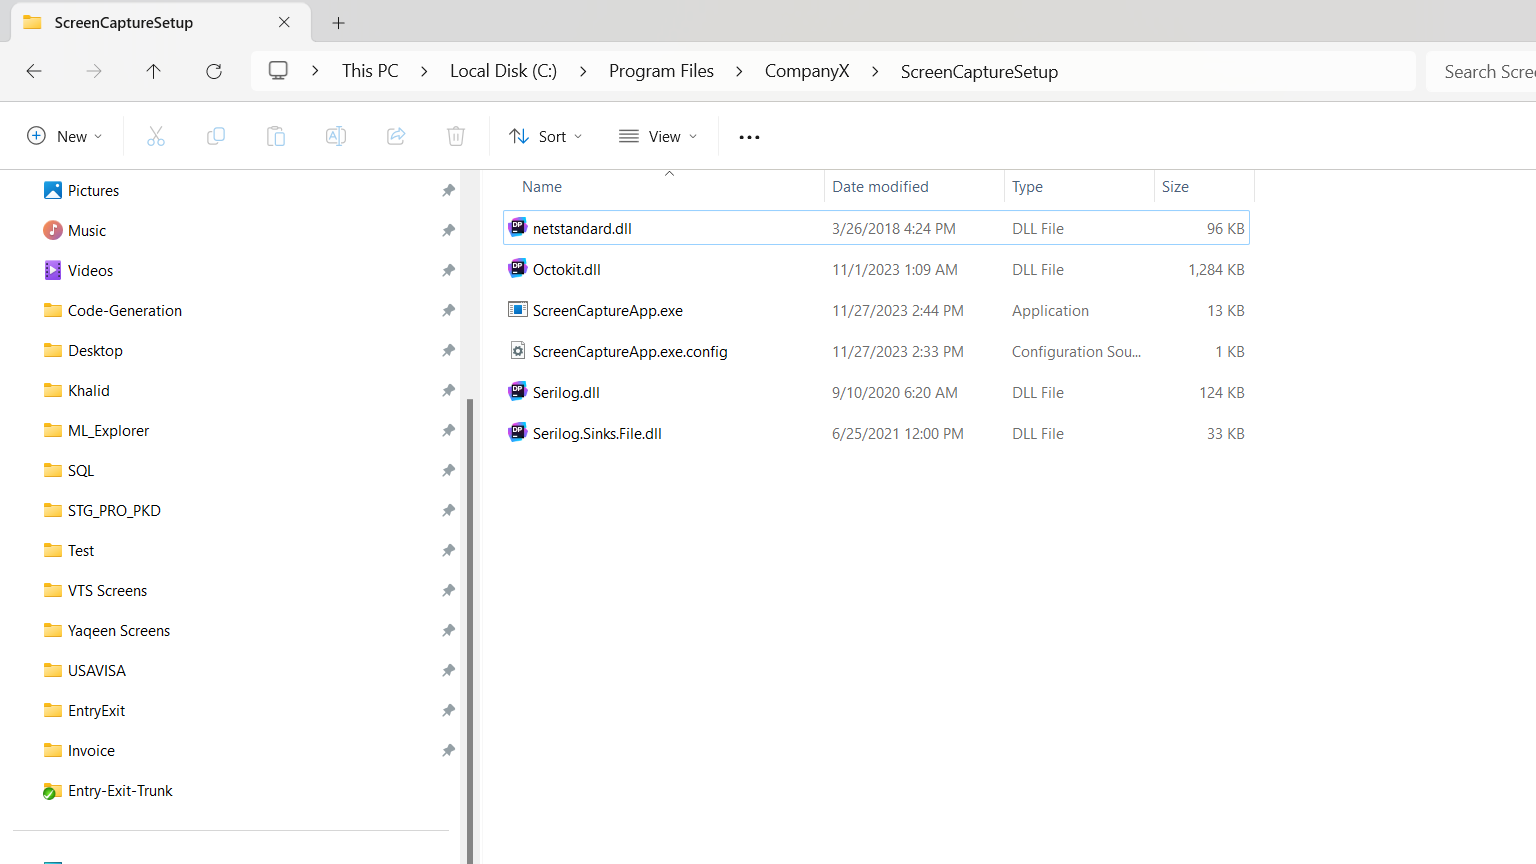 ScreenCaptureSetup
This PC > Local Disk (C:) > Program Files > CompanyX > ScreenCaptureSetup
Search Scre
New Sort View
Name Date modified Type Size
netstandard.dll 3/26/2018 4:24 PM DLL File 96 KB
Octokit.dll 11/1/2023 1:09 AM DLL File 1,284 KB
ScreenCaptureApp.exe 11/27/2023 2:44 PM Application 13 KB
ScreenCaptureApp.exe.config 11/27/2023 2:33 PM Configuration Sou... 1 KB
Serilog.dll 9/10/2020 6:20 AM DLL File 124 KB
Serilog.Sinks.File.dll 6/25/2021 12:00 PM DLL File 33 KB
Pictures
Music
Videos
Code-Generation
Desktop
Khalid
ML_Explorer
SQL
STG_PRO_PKD
Test
VTS Screens
Yaqeen Screens
USAVISA
EntryExit
Invoice
Entry-Exit-Trunk